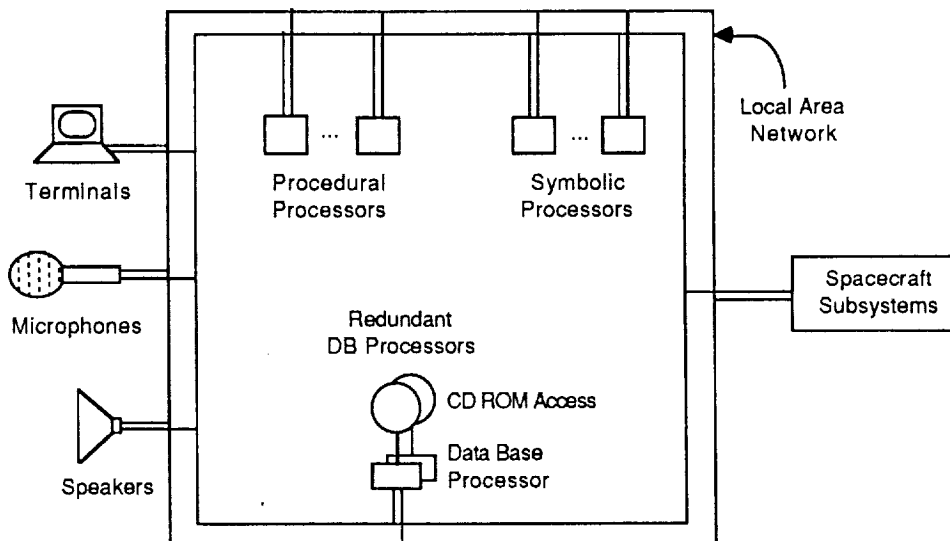 Local Area
Network
Terminals
...
Procedural
Processors
...
Symbolic
Processors
Microphones
Spacecraft
Subsystems
Redundant
DB Processors
CD ROM Access
Data Base
Processor
Speakers